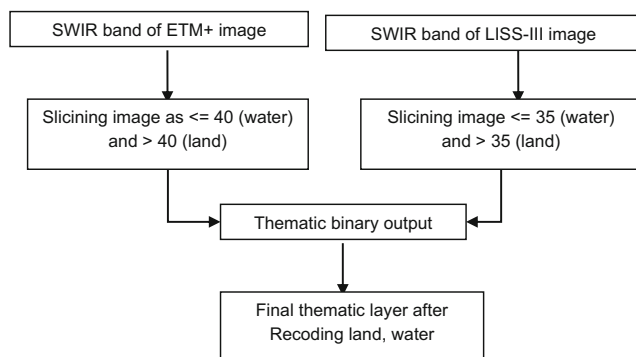 SWIR band of ETM+ image
SWIR band of LISS-III image
Slicining image as <= 40 (water)
and > 40 (land)
Slicining image <= 35 (water)
and > 35 (land)
Thematic binary output
Final thematic layer after
Recoding land, water